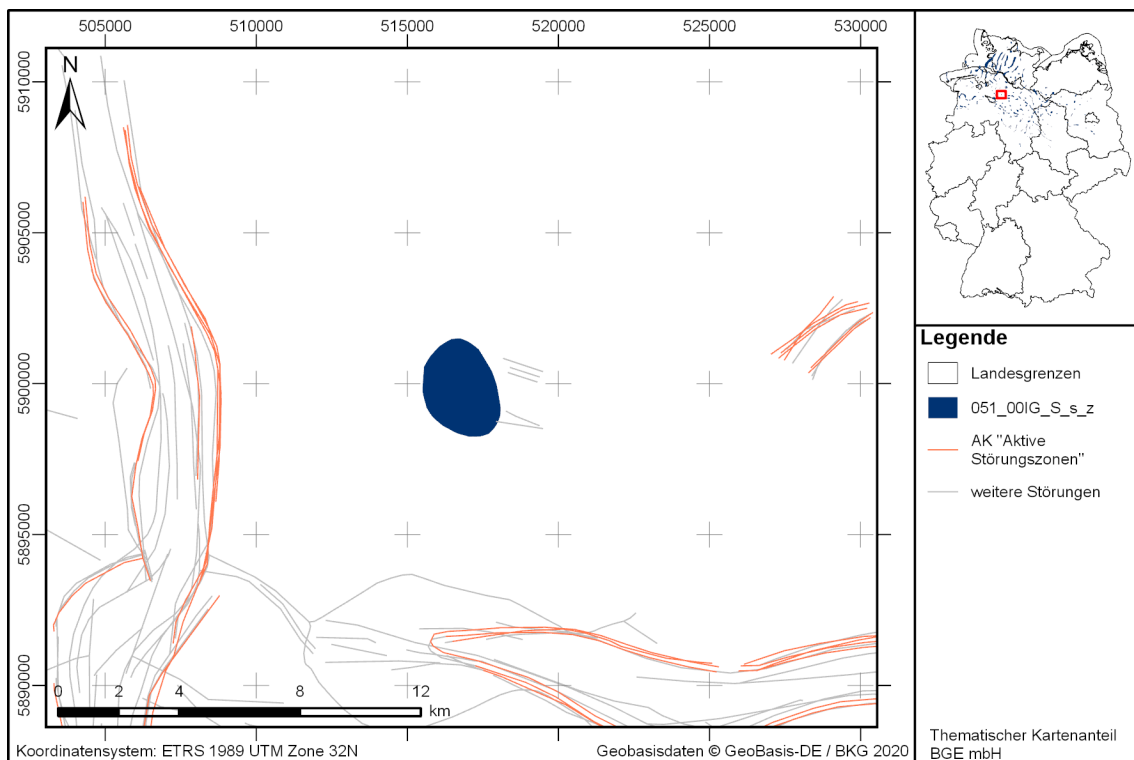 505000 510000 515000 520000 525000 530000
5910000
5905000
5900000
5895000
5890000
N
0 2 4 8 12
km
Koordinatensystem: ETRS 1989 UTM Zone 32N
Geobasisdaten © GeoBasis-DE / BKG 2020
Legende
Landesgrenzen
051_00IG_S_s_z
AK "Aktive
Störungszonen"
weitere Störungen
Thematischer Kartenanteil
BGE mbH